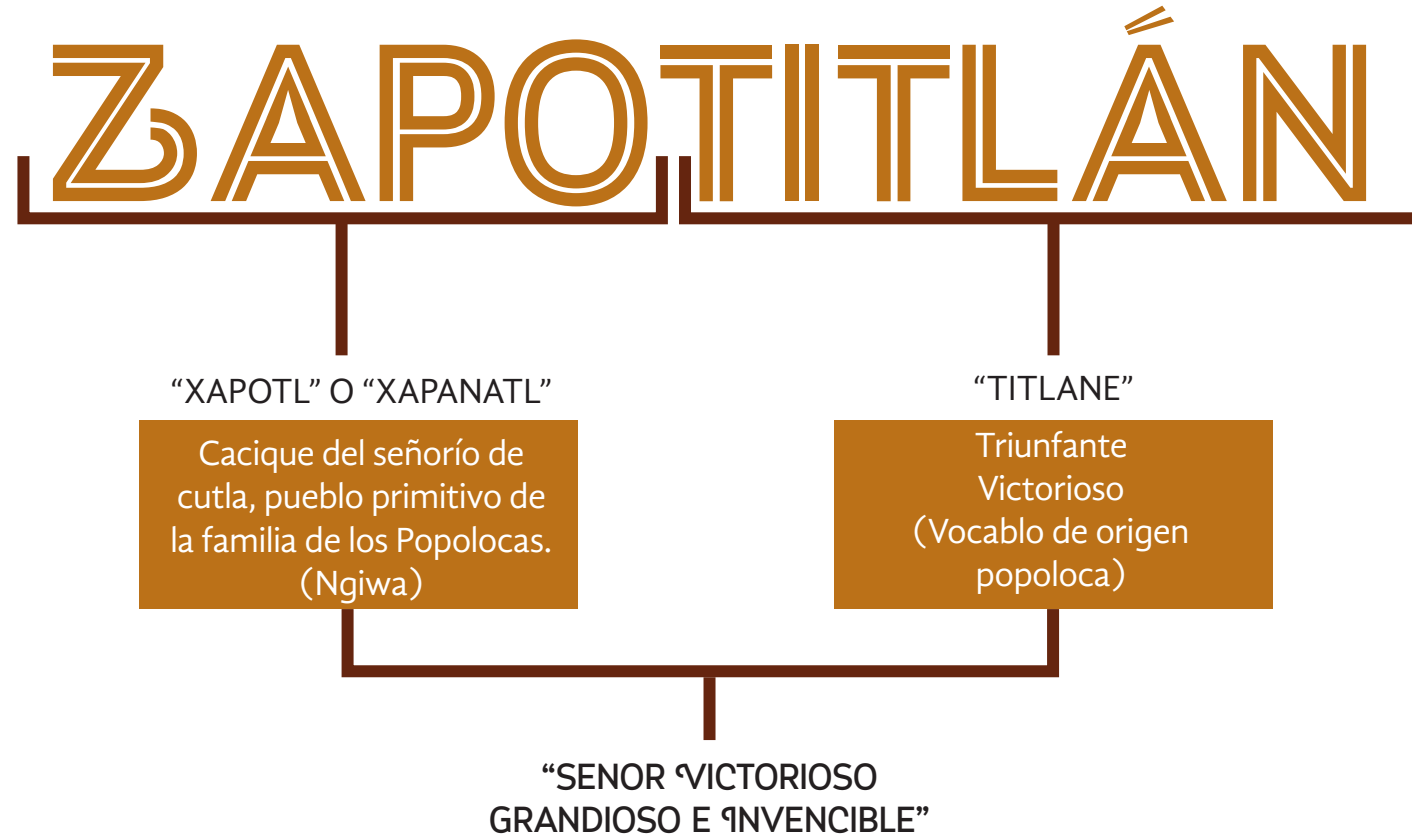 ZAPOTITLÁN
“XAPOTL” O “XAPANATL”
Cacique del señorío de
cutla, pueblo primitivo de
la familia de los Popolocas.
(Ngiwa)
“TITLANE”
Triunfante
Victorioso
(Vocablo de origen
popoloca)
“SENOR VICTORIOSO
GRANDIOSO E INVENCIBLE”